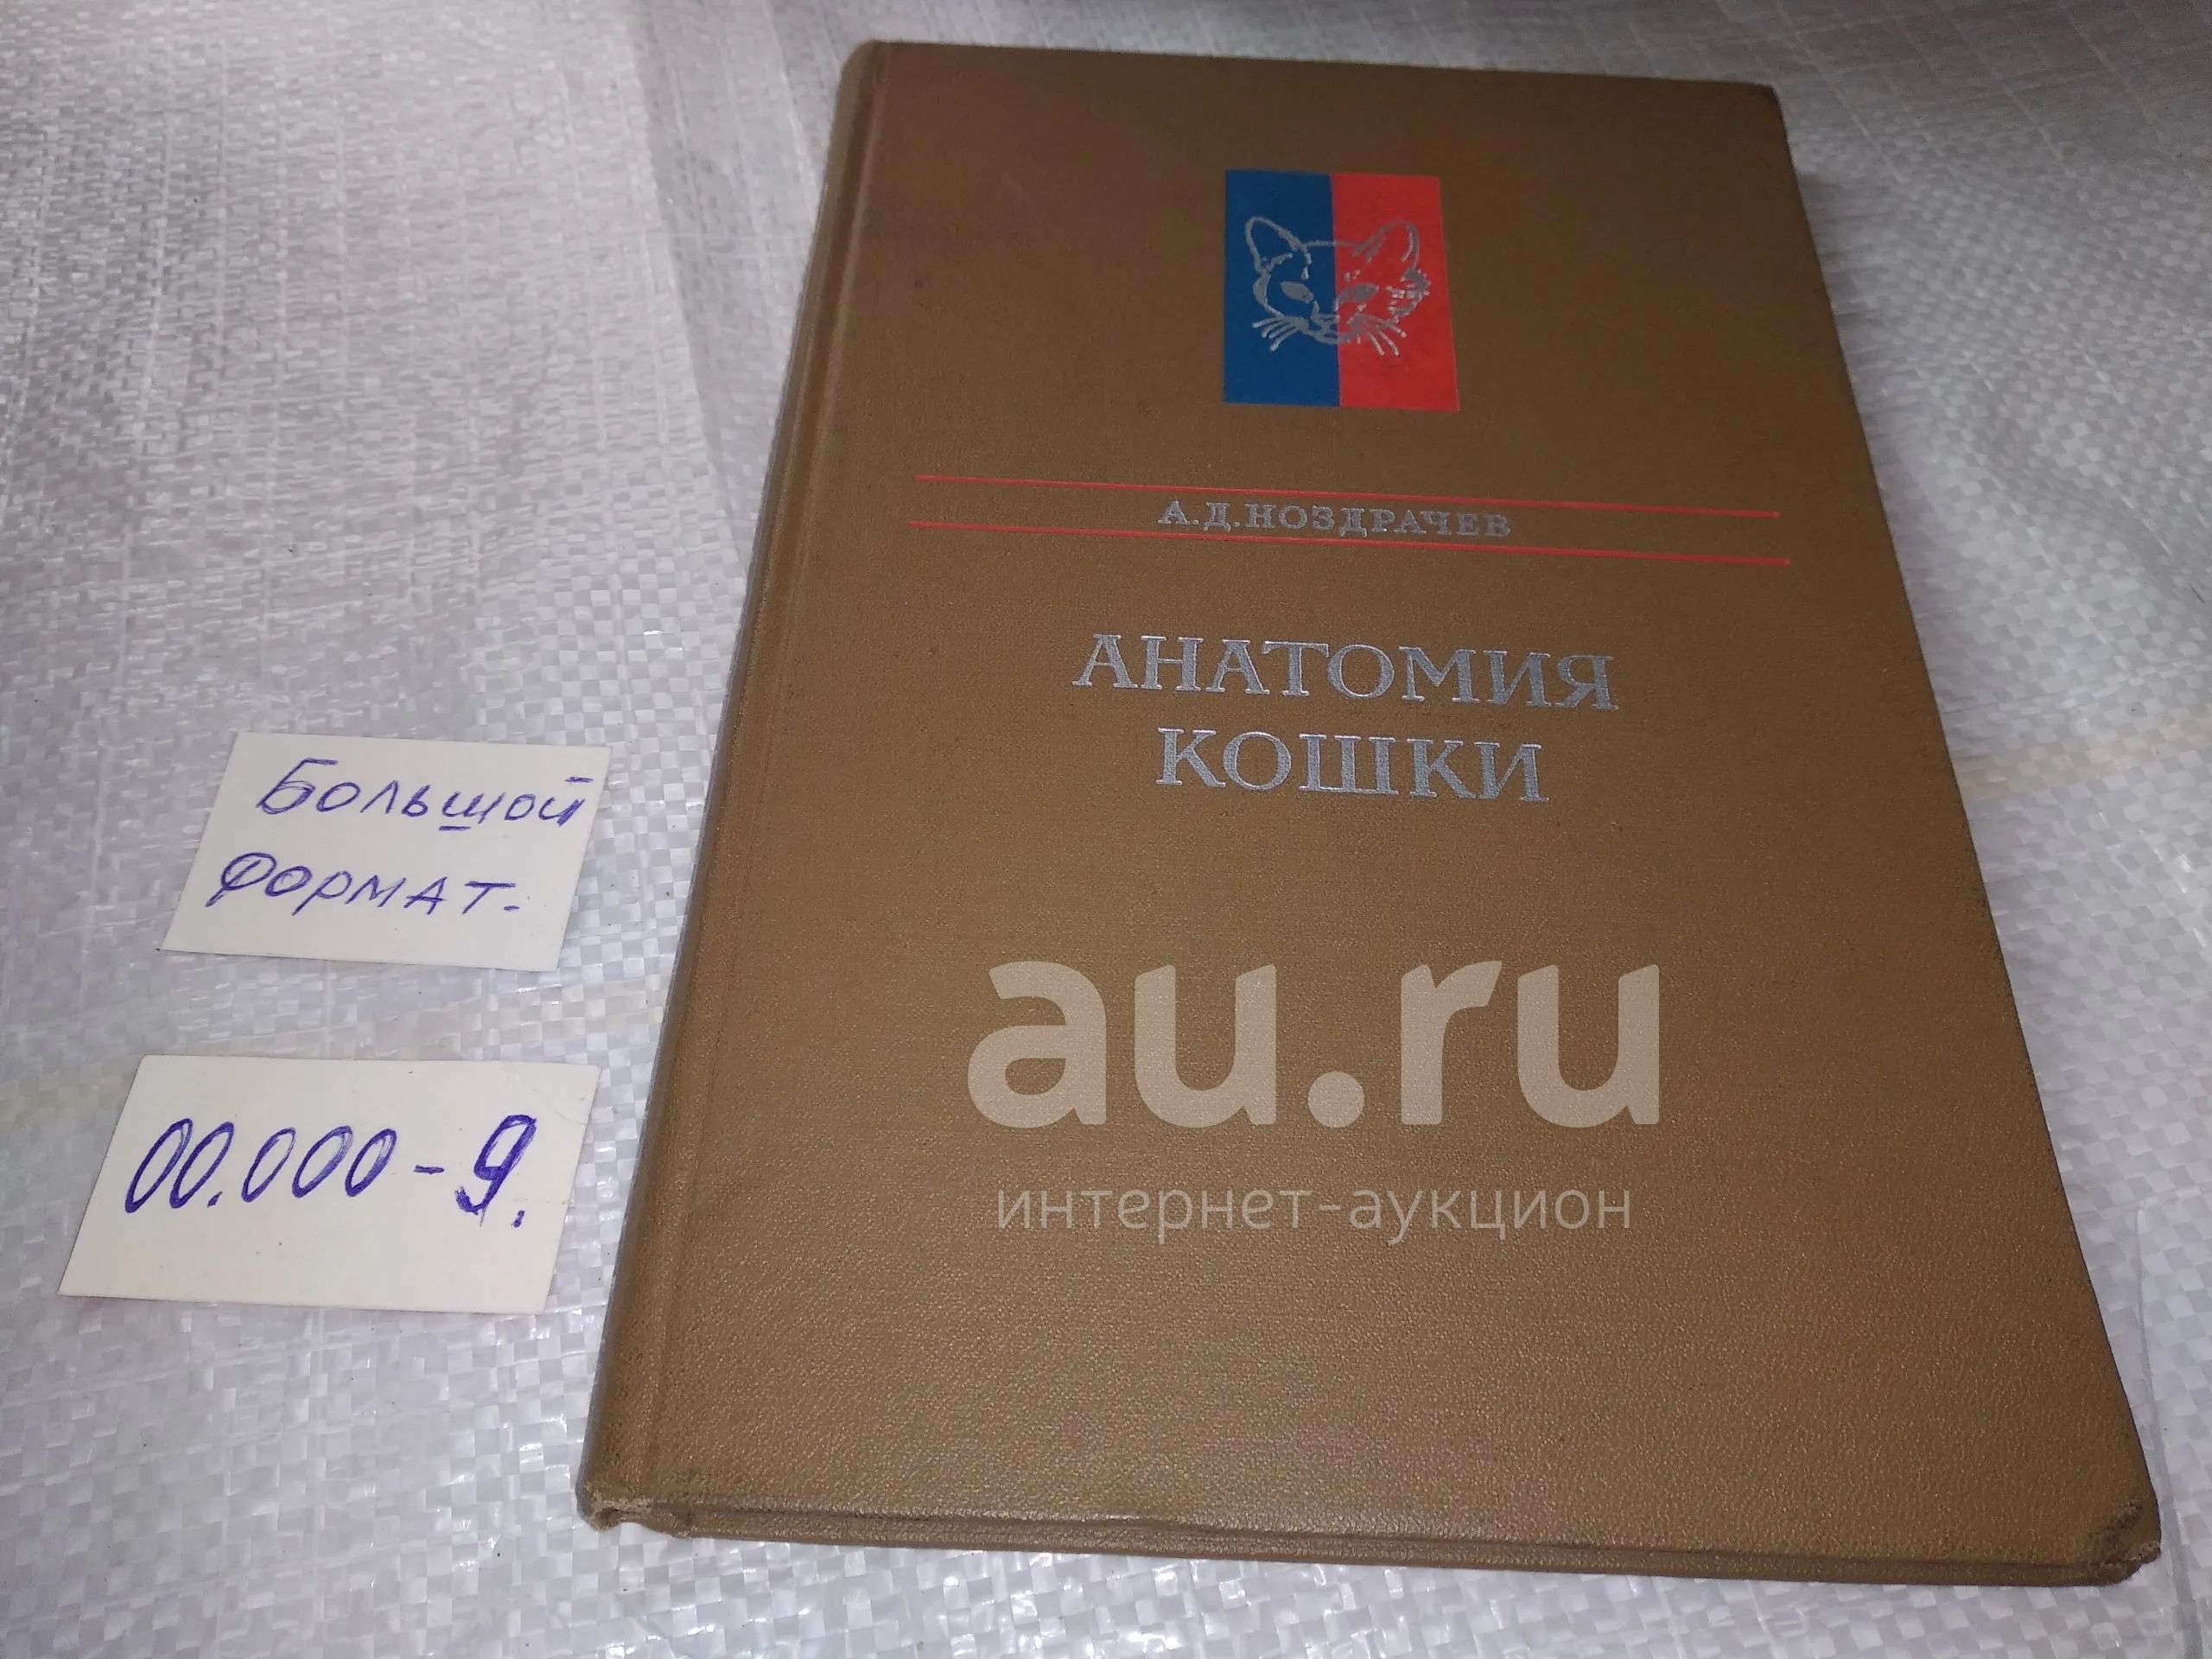 А.Д.НОЗДРАЧЕВ
АНАТОМИЯ
КОШКИ
Большой
Формат.
00.000-9.
au.ru
интернет-аукцион